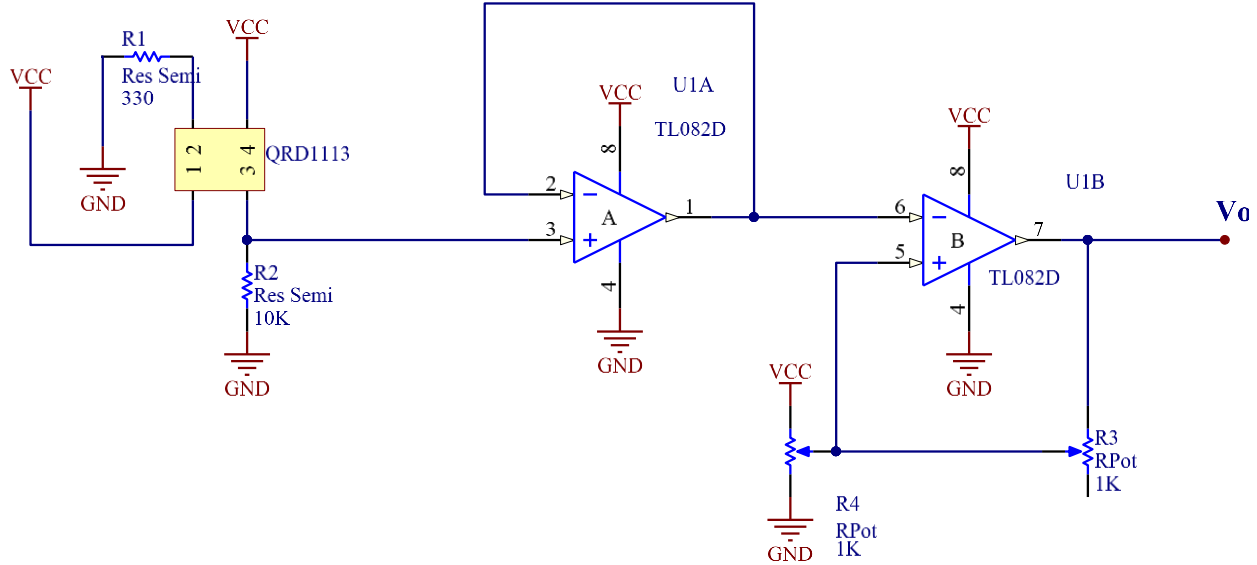 VCC
R1
Res Semi
330
VCC
GND
1 2
3 4
QRD1113
R2
Res Semi
10K
GND
VCC
U1A
TL082D
8
2
3
−
+
A
1
4
GND
VCC
U1B
TL082D
8
6
5
−
+
B
7
4
GND
Vo
VCC
R4
RPot
1K
GND
R3
RPot
1K